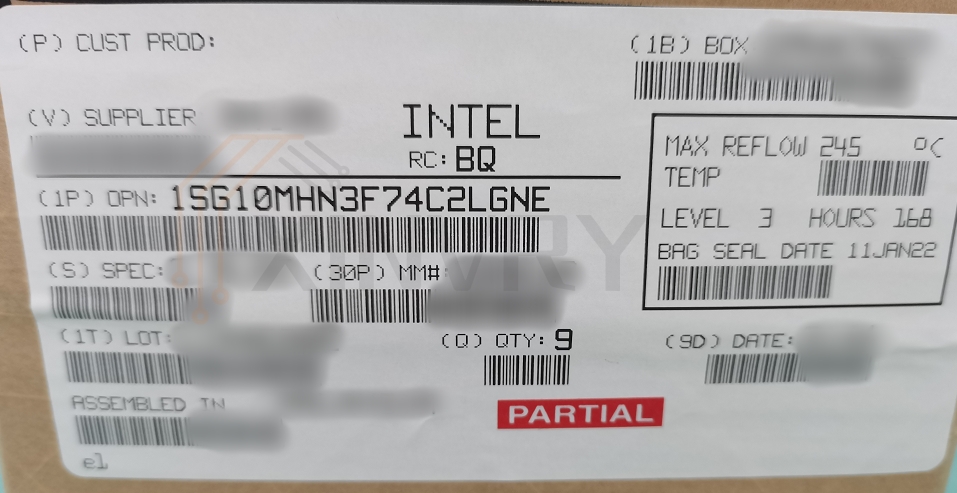 (P) CUST PROD:
(1B) BOX
(V) SUPPLIER
INTEL
RC: BQ
MAX REFLOW 245 °C
TEMP
(1P) OPN: 1SG10MHN3F74C2LGNE
LEVEL 3 HOURS 168
BAG SEAL DATE 11JAN22
(S) SPEC:
(30P) MM#:
(1T) LOT:
(Q) QTY: 9
(9D) DATE:
ASSEMBLED IN
PARTIAL
e1